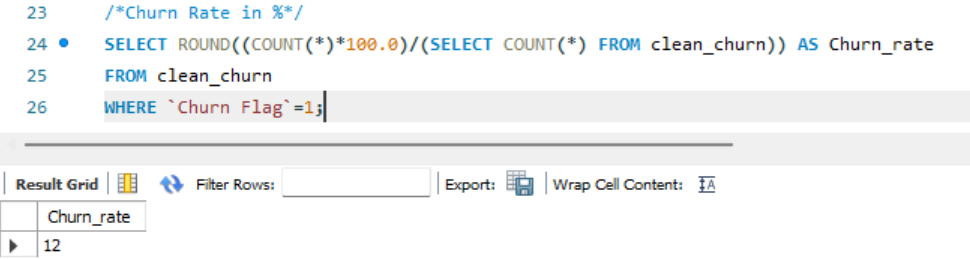 23 /*Churn Rate in %*/
24 SELECT ROUND((COUNT(*)*100.0)/(SELECT COUNT(*) FROM clean_churn)) AS Churn_rate
25 FROM clean_churn
26 WHERE `Churn Flag`=1;
Result Grid Filter Rows: Export: Wrap Cell Content: IA
Churn_rate
12